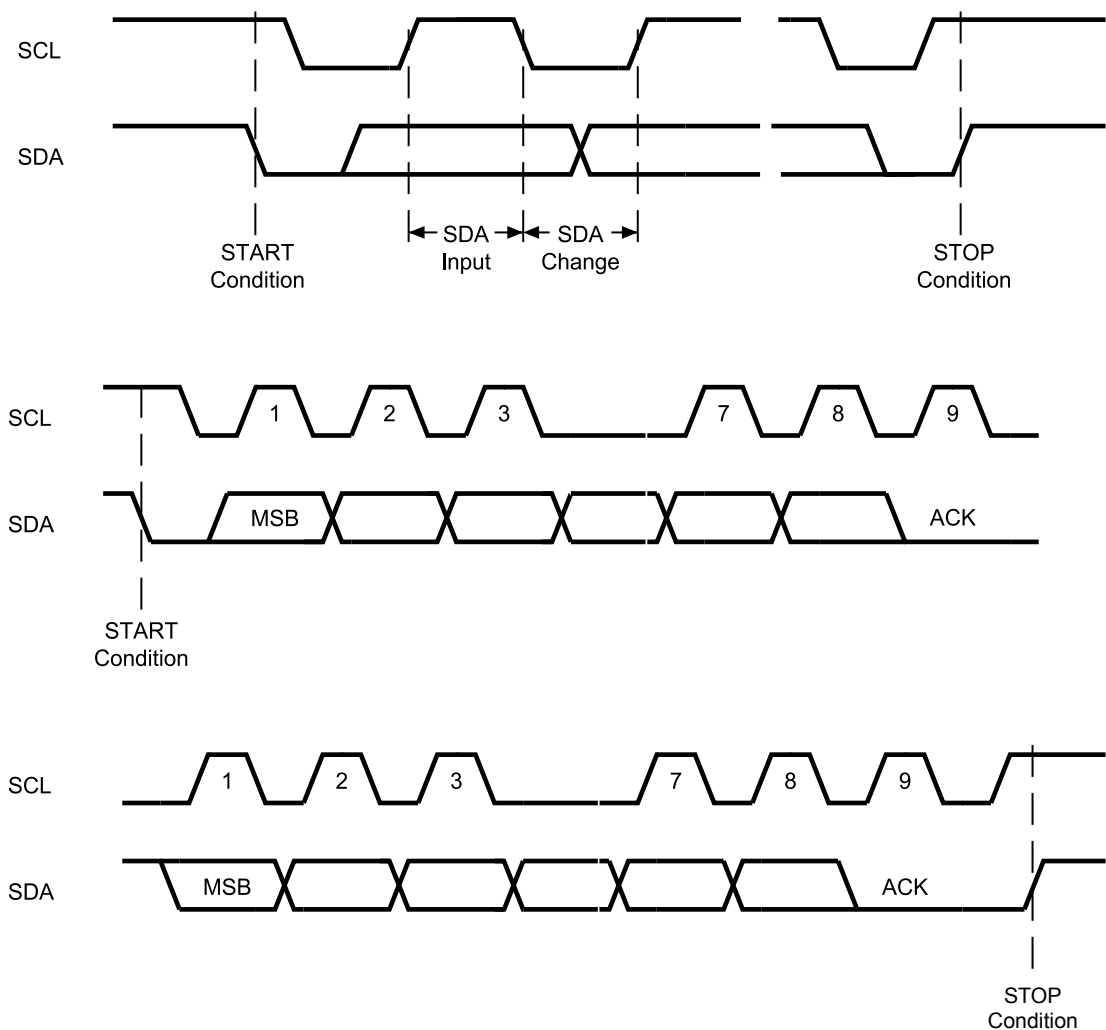 SCL
SDA
START
Condition
SDA
Input
SDA
Change
STOP
Condition
SCL
1 2 3 7 8 9
SDA
MSB ACK
START
Condition
SCL
1 2 3 7 8 9
SDA
MSB ACK
STOP
Condition